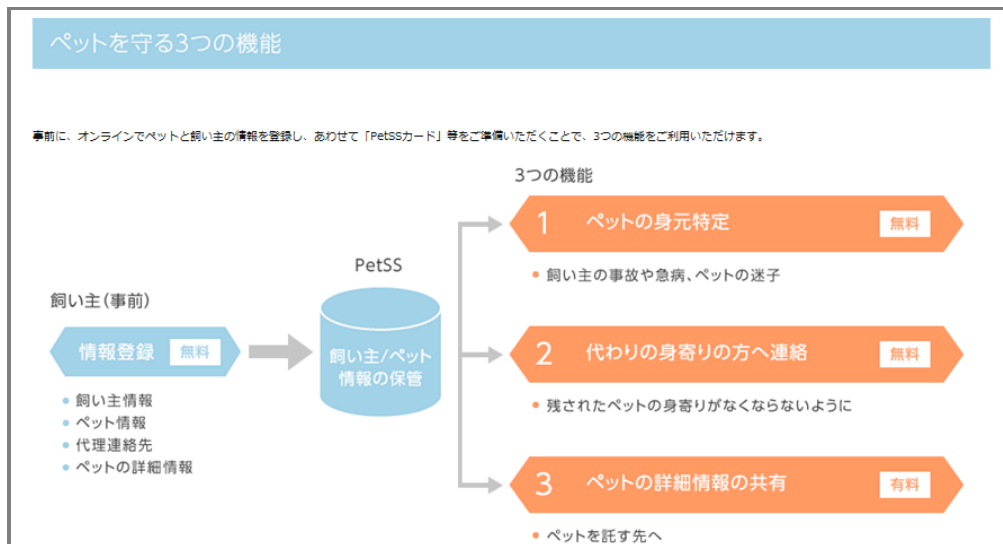 ペットを守る3つの機能
事前に、オンラインでペットと飼い主の情報を登録し、あわせて「PetSSカード」等をご準備いただくことで、3つの機能をご利用いただけます。
3つの機能
1 ペットの身元特定 無料
• 飼い主の事故や急病、ペットの迷子
PetSS
飼い主(事前)
情報登録 無料
飼い主/ペット
情報の保管
2 代わりの身寄りの方へ連絡 無料
• 飼い主情報
• ペット情報
• 代理連絡先
• ペットの詳細情報
• 残されたペットの身寄りがなくならないように
3 ペットの詳細情報の共有 有料
• ペットを託す先へ